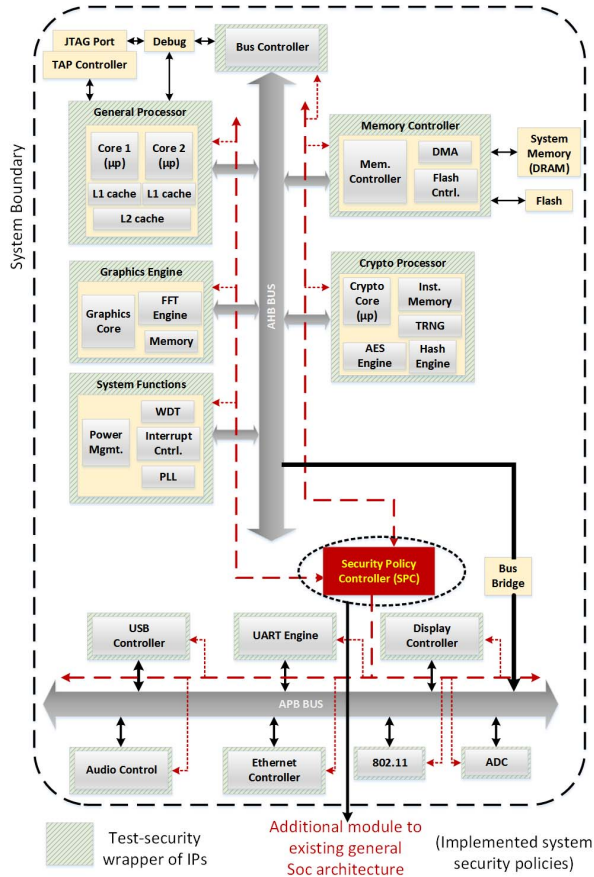 JTAG Port
Debug
Bus Controller
TAP Controller
General Processor
Core 1
(µp)
Core 2
(µp)
L1 cache
L1 cache
L2 cache
Memory Controller
Mem.
Controller
DMA
Flash
Cntrl.
System
Memory
(DRAM)
Flash
System Boundary
Graphics Engine
Graphics
Core
FFT
Engine
Memory
AHB BUS
Crypto Processor
Crypto
Core
(µp)
Inst.
Memory
TRNG
AES
Engine
Hash
Engine
System Functions
Power
Mgmt.
WDT
Interrupt
Cntrl.
PLL
Security Policy
Controller (SPC)
Bus
Bridge
USB
Controller
UART Engine
Display
Controller
APB BUS
Audio Control
Ethernet
Controller
802.11
ADC
Test-security
wrapper of IPs
Additional module to
existing general
Soc architecture
(Implemented system
security policies)